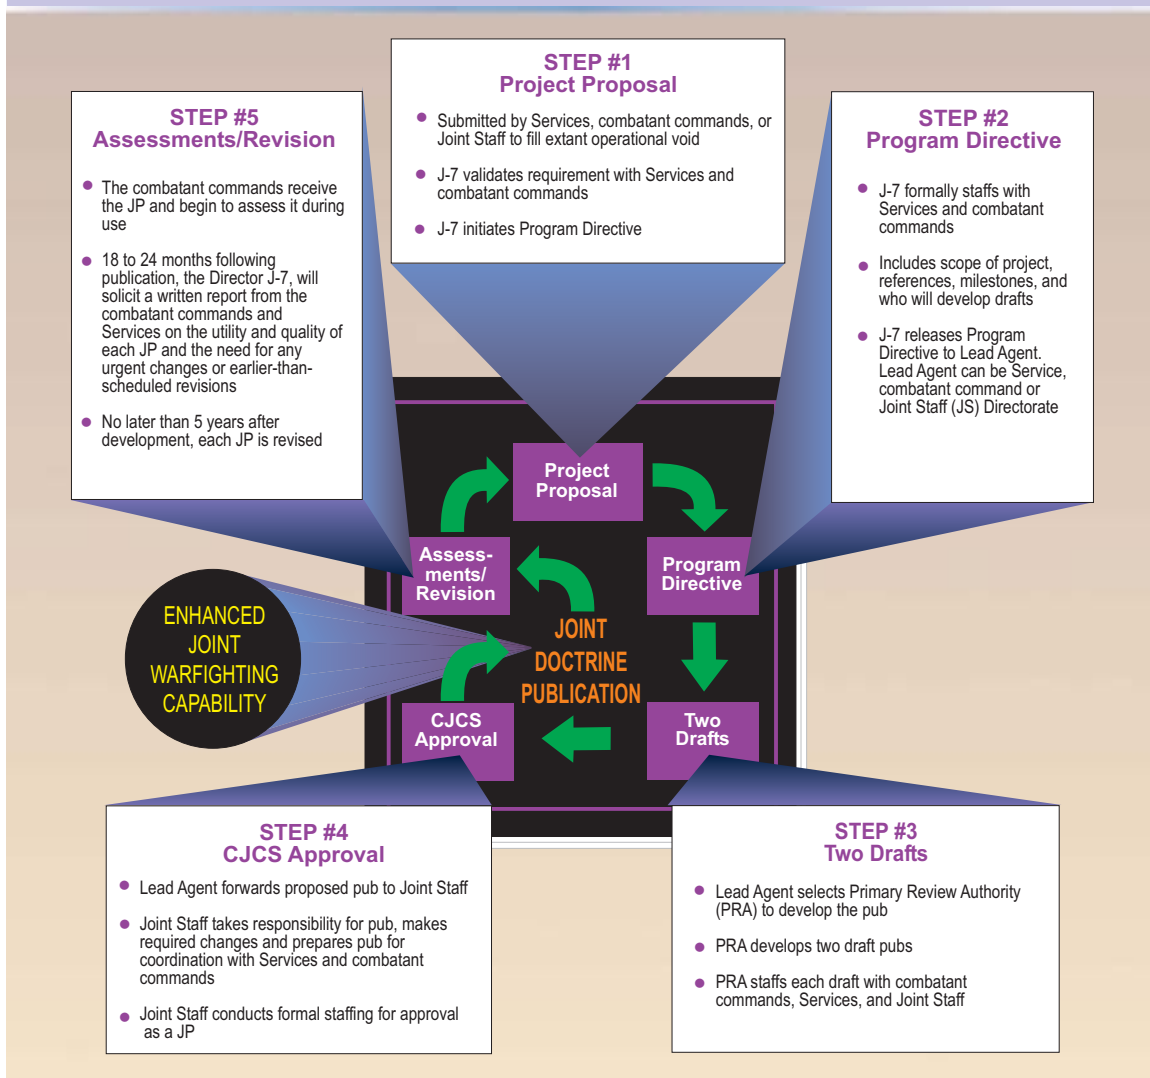 STEP #1
Project Proposal
• Submitted by Services, combatant commands, or
Joint Staff to fill extant operational void
• J-7 validates requirement with Services and
combatant commands
• J-7 initiates Program Directive
STEP #2
Program Directive
• J-7 formally staffs with
Services and combatant
commands
• Includes scope of project,
references, milestones, and
who will develop drafts
• J-7 releases Program
Directive to Lead Agent.
Lead Agent can be Service,
combatant command or
Joint Staff (JS) Directorate
STEP #5
Assessments/Revision
• The combatant commands receive
the JP and begin to assess it during
use
• 18 to 24 months following
publication, the Director J-7, will
solicit a written report from the
combatant commands and
Services on the utility and quality of
each JP and the need for any
urgent changes or earlier-than-
scheduled revisions
• No later than 5 years after
development, each JP is revised
Project
Proposal
Program
Directive
Two
Drafts
CJCS
Approval
Assess-
ments/
Revision
JOINT
DOCTRINE
PUBLICATION
ENHANCED
JOINT
WARFIGHTING
CAPABILITY
STEP #4
CJCS Approval
• Lead Agent forwards proposed pub to Joint Staff
• Joint Staff takes responsibility for pub, makes
required changes and prepares pub for
coordination with Services and combatant
commands
• Joint Staff conducts formal staffing for approval
as a JP
STEP #3
Two Drafts
• Lead Agent selects Primary Review Authority
(PRA) to develop the pub
• PRA develops two draft pubs
• PRA staffs each draft with combatant
commands, Services, and Joint Staff